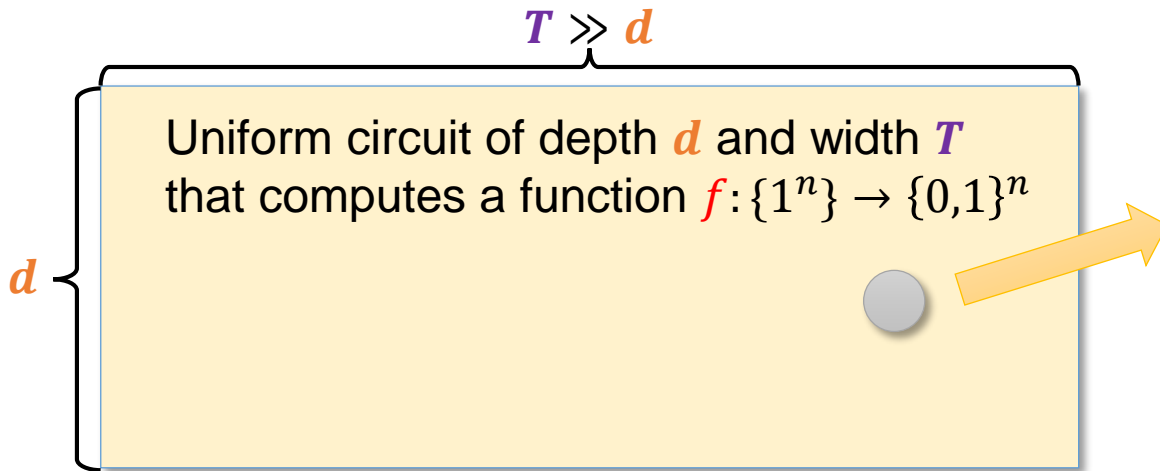 T ≫ d
Uniform circuit of depth d and width T
that computes a function f: {1ⁿ} → {0,1}ⁿ
d